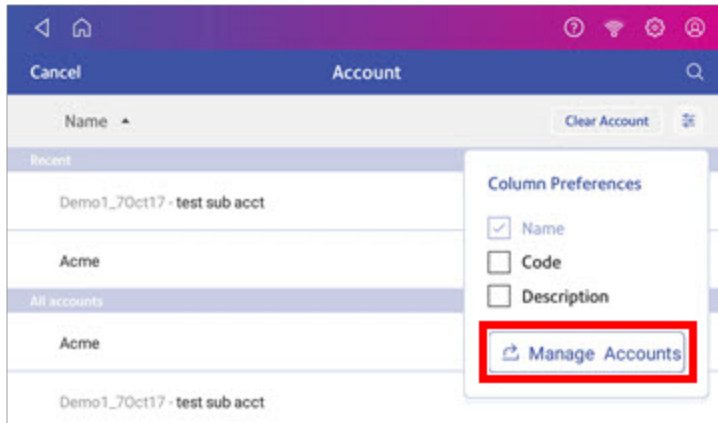 Cancel Account
Name Clear Account
Recent
Column Preferences
Demo1_7Oct17 - test sub acct
Name
Acme
Code
All accounts
Description
Acme
Manage Accounts
Demo1_7Oct17 - test sub acct